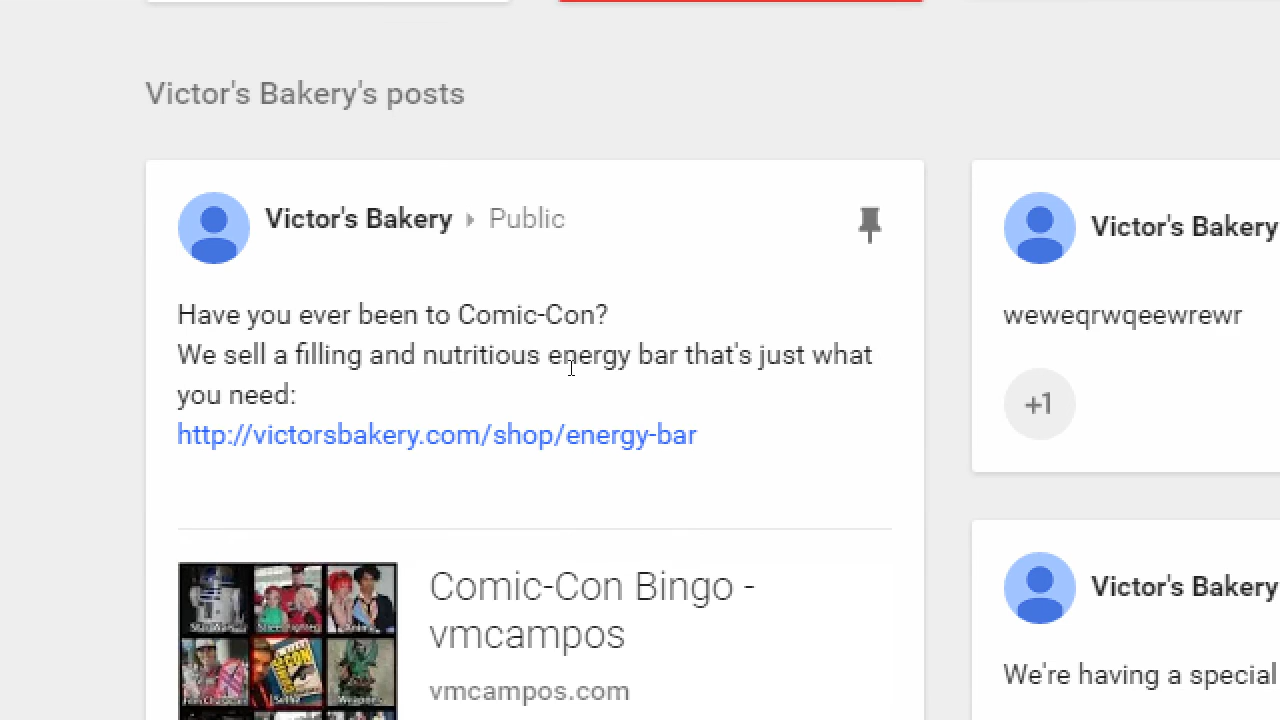 Victor's Bakery's posts
Victor's Bakery
Public
Have you ever been to Comic-Con?
We sell a filling and nutritious energy bar that's just what
you need:
http://victorsbakery.com/shop/energy-bar
Comic-Con Bingo -
vmcampos
vmcampos.com
Victor's Bakery
weweqrwqeewrewr
+1
Victor's Bakery
We're having a special